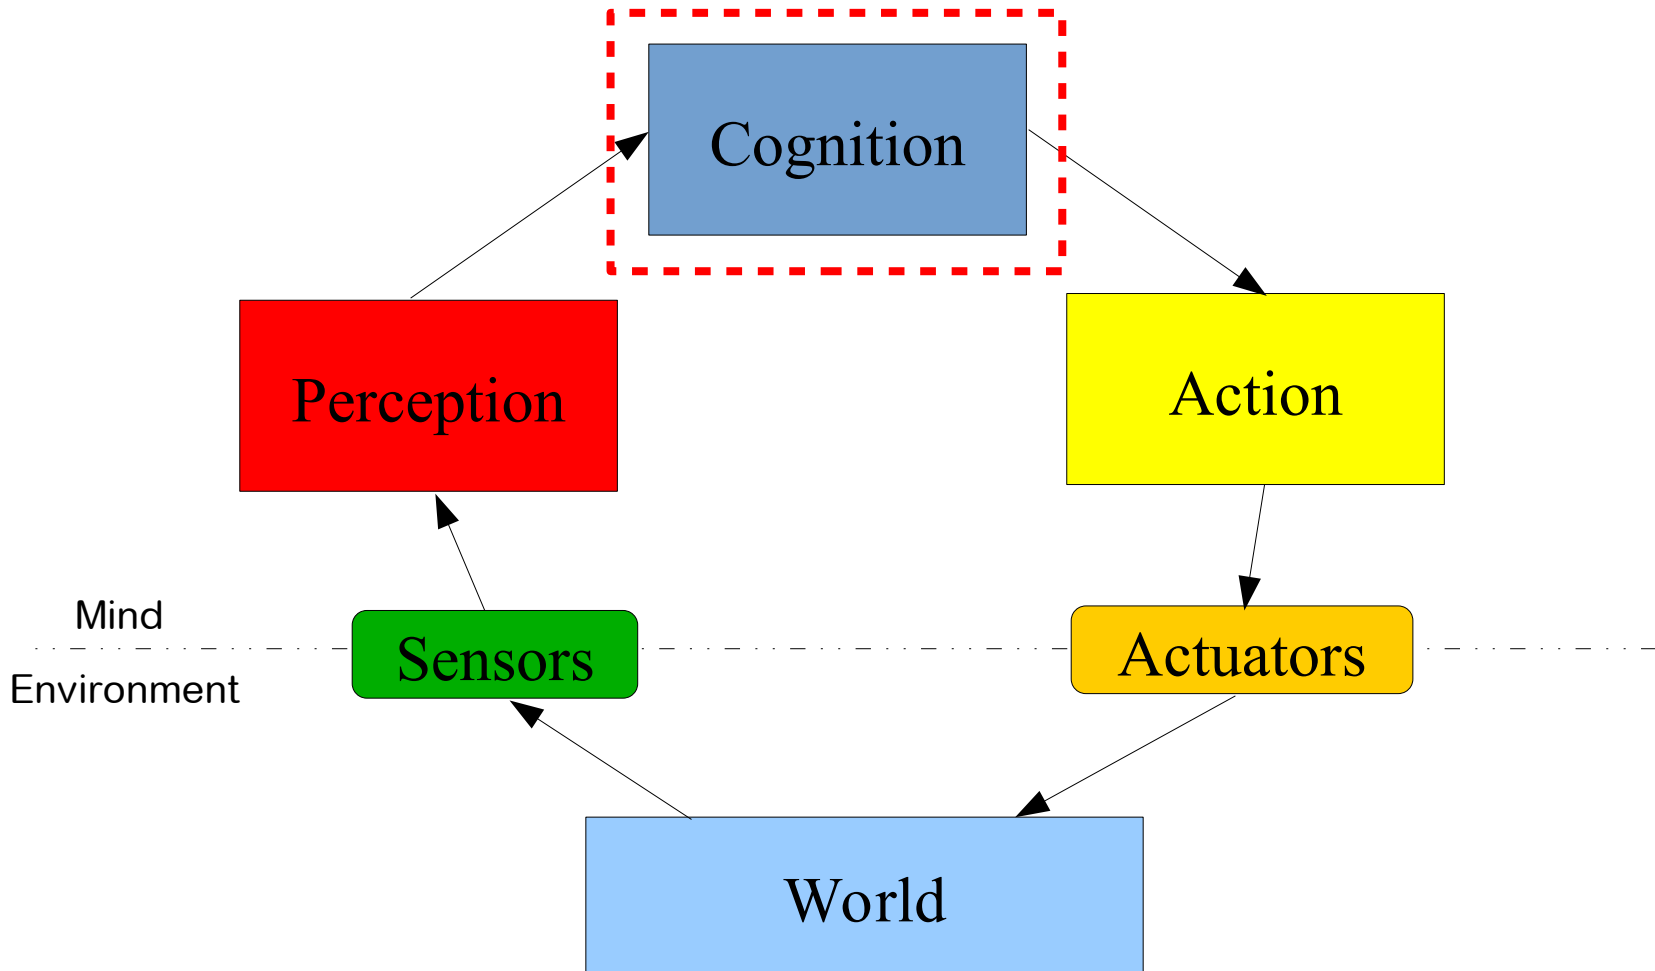 Cognition
Perception
Action
Mind
Sensors
Actuators
Environment
World